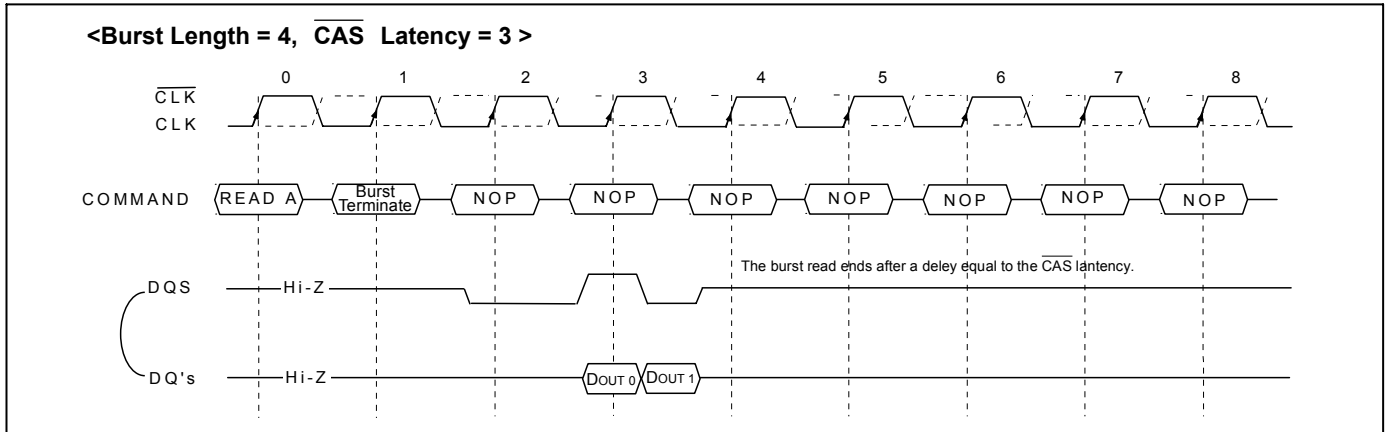 <Burst Length = 4, CAS Latency = 3 >
0 1 2 3 4 5 6 7 8
CLK
CLK
COMMAND READ A Burst Terminate NOP NOP NOP NOP NOP NOP NOP
The burst read ends after a deley equal to the CAS lantency.
DQS Hi-Z
DQ's Hi-Z DOUT 0 DOUT 1